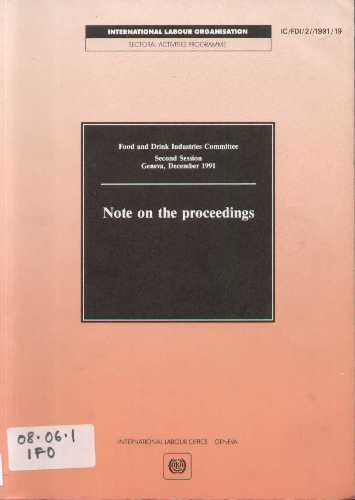 INTERNATIONAL LABOUR ORGANISATION
IC/FDI/2/1991/19
SECTORAL ACTIVITIES PROGRAMME
Food and Drink Industries Committee
Second Session
Geneva, December 1991
Note on the proceedings
08.06.1
INTERNATIONAL LABOUR OFFICE GENEVA